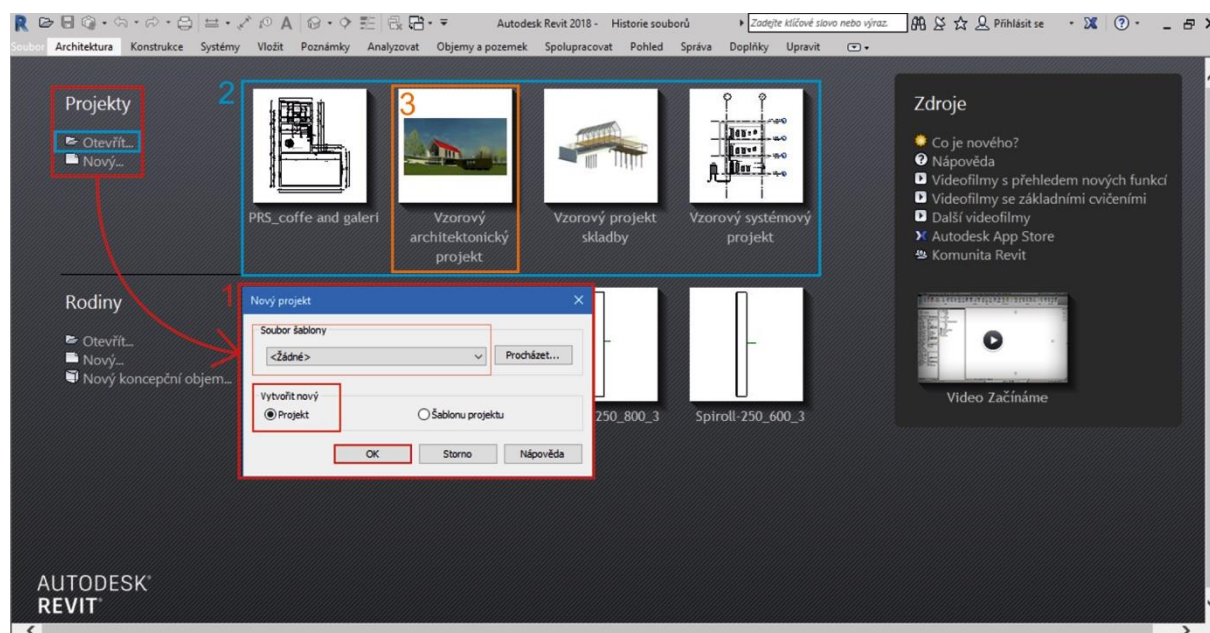 Autodesk Revit 2018 - Historie souborů
Zadejte klíčové slovo nebo výraz.
Přihlásit se
Soubor Architektura Konstrukce Systémy Vložit Poznámky Analyzovat Objemy a pozemek Spolupracovat Pohled Správa Doplňky Upravit
Projekty
Otevřít...
Nový...
2
3
PRS_coffe and galeri
Vzorový
architektonický
projekt
Vzorový projekt
skladby
Vzorový systémový
projekt
Rodiny
Otevřít...
Nový...
Nový koncepční objem...
1
Nový projekt
Soubor šablony
<Žádné>
Procházet...
Vytvořit nový
Projekt
Šablonu projektu
OK
Storno
Nápověda
250_800_3
Spiroll-250_600_3
Zdroje
Co je nového?
Nápověda
Videofilmy s přehledem nových funkcí
Videofilmy se základními cvičeními
Další videofilmy
Autodesk App Store
Komunita Revit
Video Začínáme
AUTODESK®
REVIT®